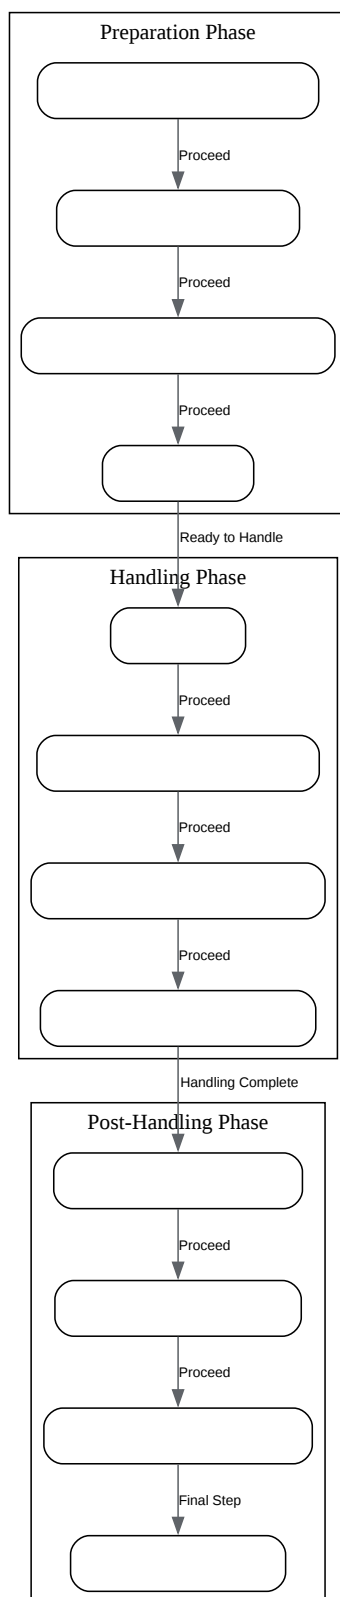 Preparation Phase
Proceed
Proceed
Proceed
Ready to Handle
Handling Phase
Proceed
Proceed
Proceed
Handling Complete
Post-Handling Phase
Proceed
Proceed
Final Step